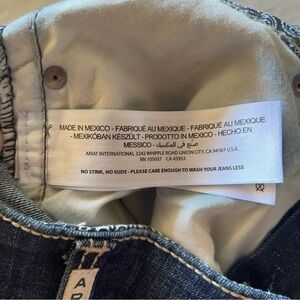 MADE IN MEXICO - FABRIQUÉ AU MEXIQUE - FABRIQUÉ AU MEXIQUE
- MEXIKÓBAN KÉSZÜLT - PRODOTTO IN MEXICO - HECHO EN
MESSICO - صنع في المكسيك
ARIAT INTERNATIONAL 3242 WHIPPLE ROAD UNION CITY, CA 94587 U.S.A.
RN 105037 CA 45953
NO STINK, NO SUDS - PLEASE CARE ENOUGH TO WASH YOUR JEANS LESS